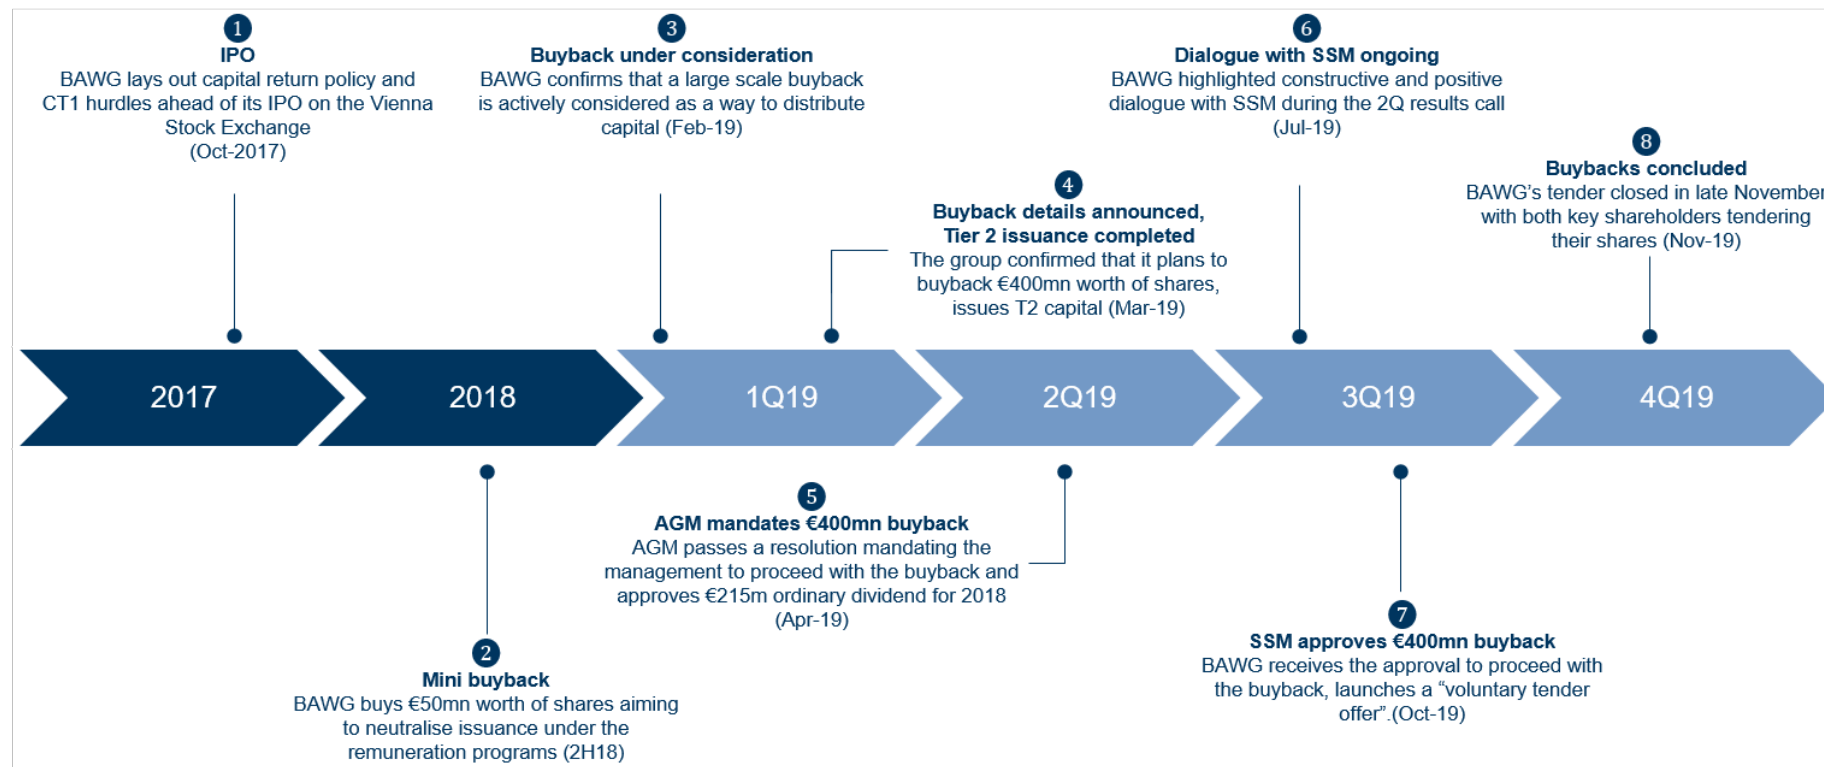 1
IPO
BAWG lays out capital return policy and
CT1 hurdles ahead of its IPO on the Vienna
Stock Exchange
(Oct-2017)
3
Buyback under consideration
BAWG confirms that a large scale buyback
is actively considered as a way to distribute
capital (Feb-19)
4
Buyback details announced,
Tier 2 issuance completed
The group confirmed that it plans to
buyback €400mn worth of shares,
issues T2 capital (Mar-19)
6
Dialogue with SSM ongoing
BAWG highlighted constructive and positive
dialogue with SSM during the 2Q results call
(Jul-19)
8
Buybacks concluded
BAWG's tender closed in late November
with both key shareholders tendering
their shares (Nov-19)
2017
2018
1Q19
2Q19
3Q19
4Q19
2
Mini buyback
BAWG buys €50mn worth of shares aiming
to neutralise issuance under the
remuneration programs (2H18)
5
AGM mandates €400mn buyback
AGM passes a resolution mandating the
management to proceed with the buyback and
approves €215m ordinary dividend for 2018
(Apr-19)
7
SSM approves €400mn buyback
BAWG receives the approval to proceed with
the buyback, launches a “voluntary tender
offer”.(Oct-19)